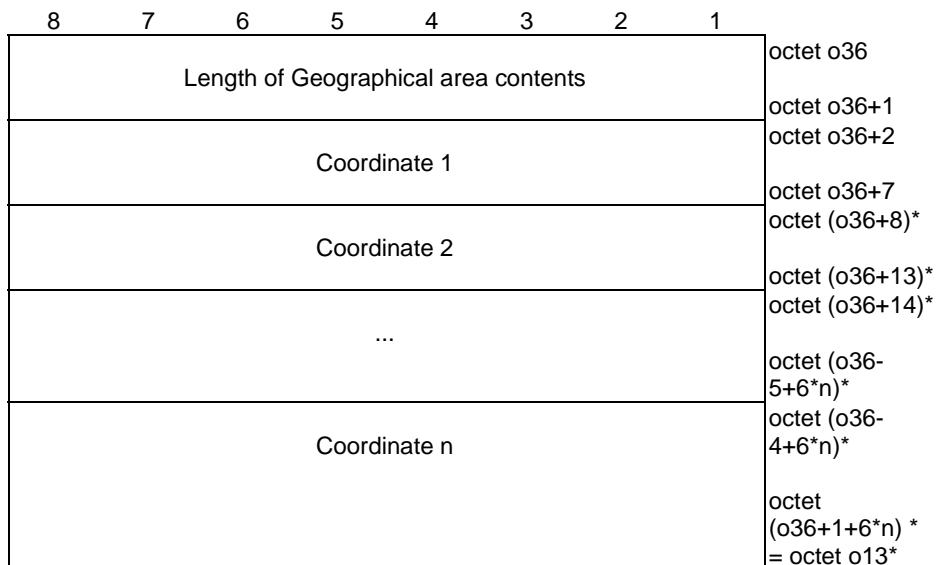 8 7 6 5 4 3 2 1
Length of Geographical area contents
octet o36
octet o36+1
Coordinate 1
octet o36+2
octet o36+7
Coordinate 2
octet (o36+8)*
octet (o36+13)*
...
octet (o36+14)*
octet (o36-
5+6*n)*
Coordinate n
octet (o36-
4+6*n)*
octet
(o36+1+6*n) *
= octet o13*